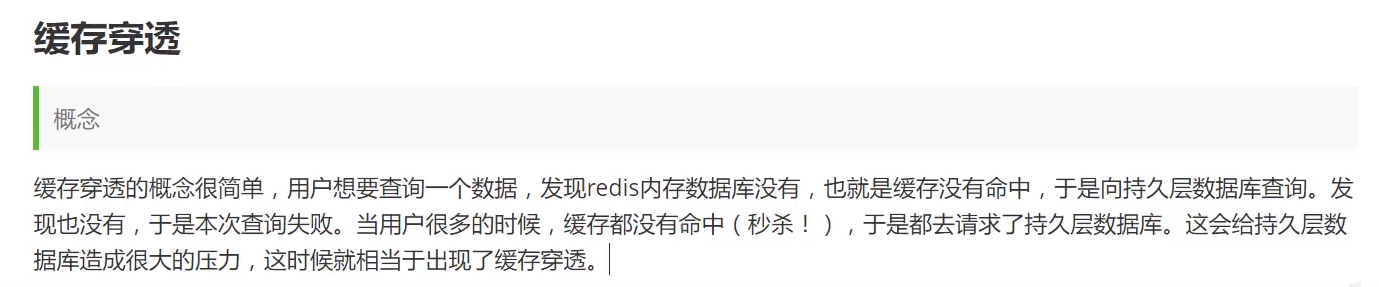 缓存穿透
概念
缓存穿透的概念很简单，用户想要查询一个数据，发现redis内存数据库没有，也就是缓存没有命中，于是向持久层数据库查询。发
现也没有，于是本次查询失败。当用户很多的时候，缓存都没有命中（秒杀！），于是都去请求了持久层数据库。这会给持久层数
据库造成很大的压力，这时候就相当于出现了缓存穿透。